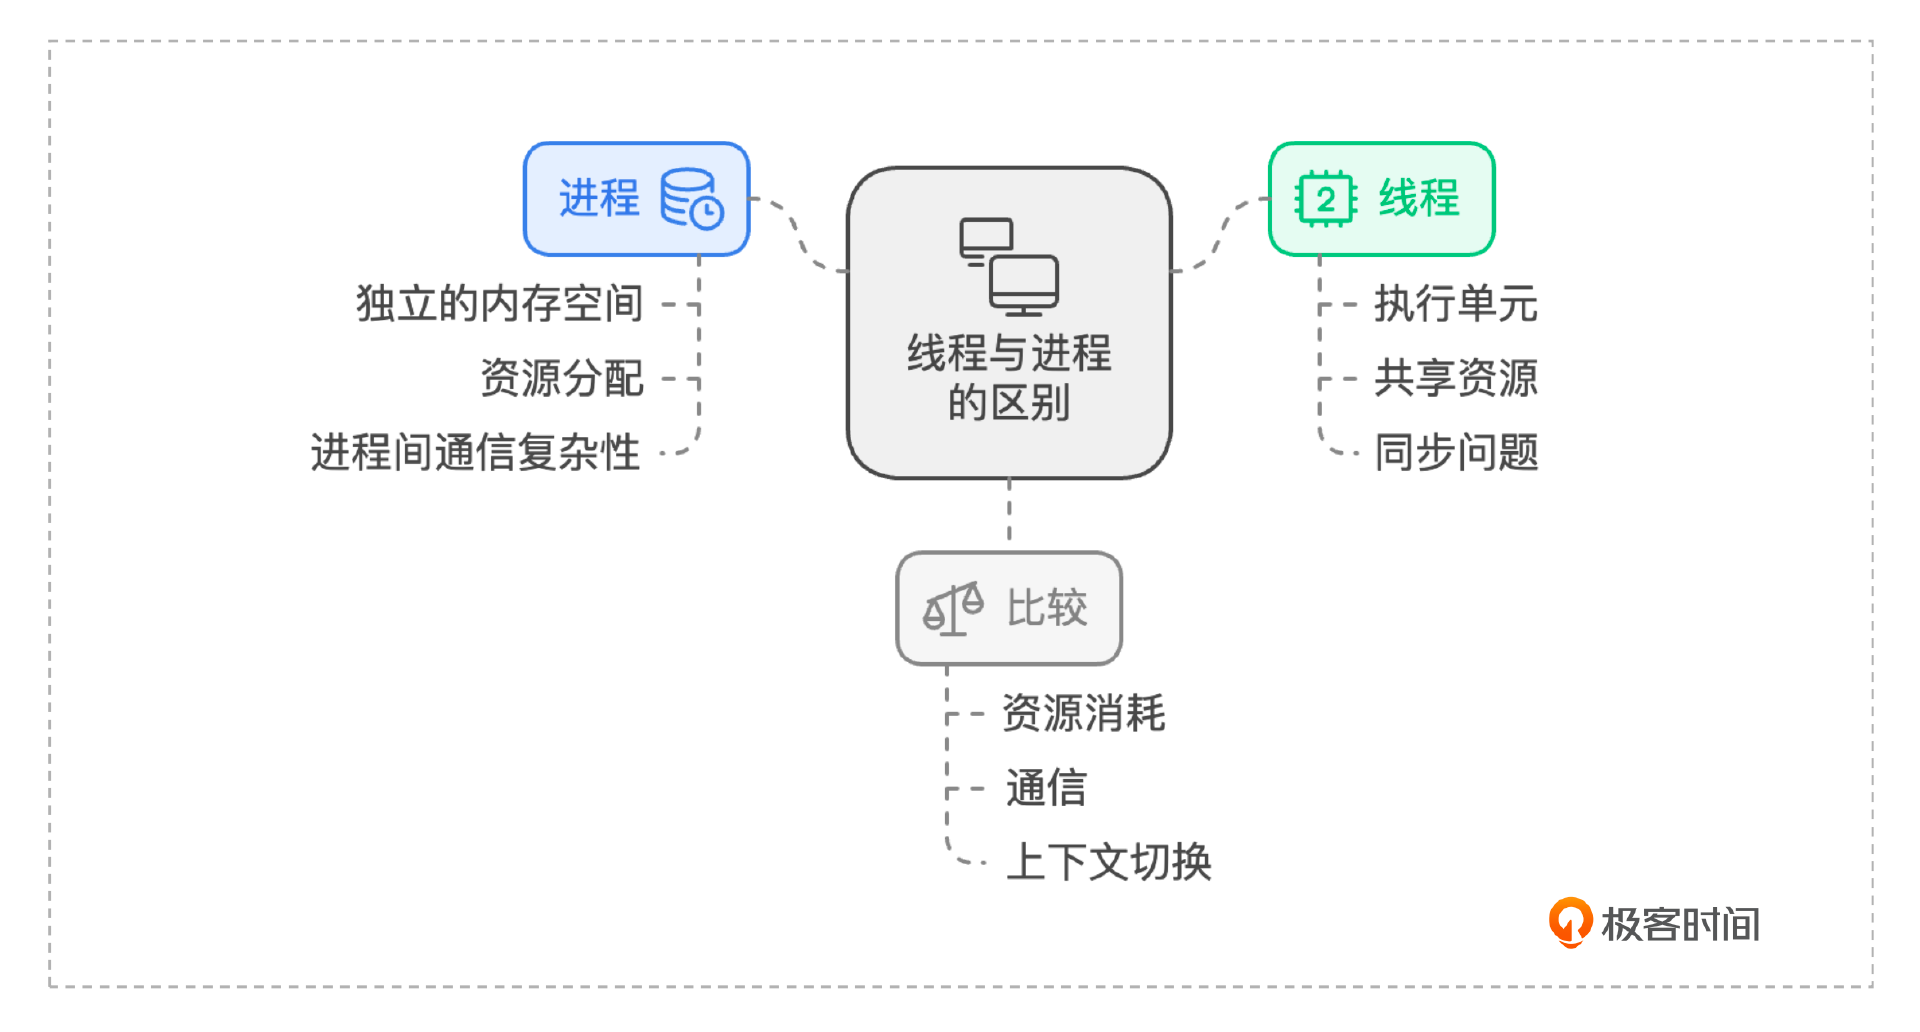 线程与进程
的区别
进程
独立的内存空间
资源分配
进程间通信复杂性
2 线程
执行单元
共享资源
同步问题
比较
资源消耗
通信
上下文切换
极客时间